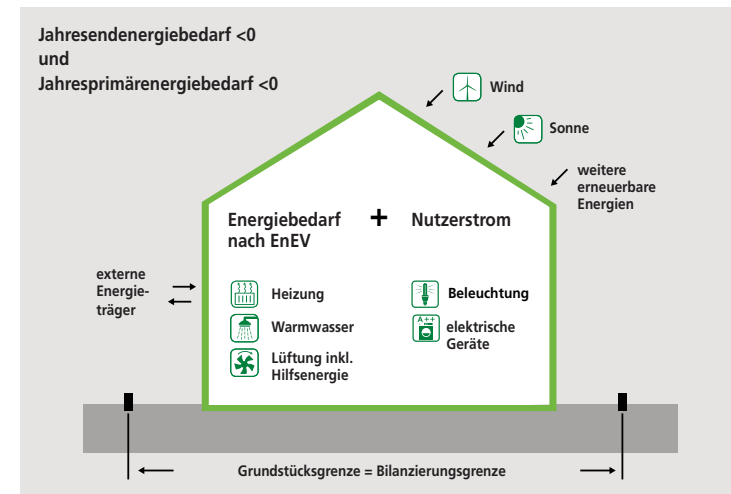 Jahresendenergiebedarf <0
und
Jahresprimärenergiebedarf <0
Wind
Sonne
weitere
erneuerbare
Energien
Energiebedarf
nach EnEV
+
Nutzerstrom
externe
Energie-
träger
Heizung
Warmwasser
Lüftung inkl.
Hilfsenergie
Beleuchtung
A++
elektrische
Geräte
Grundstücksgrenze = Bilanzierungsgrenze